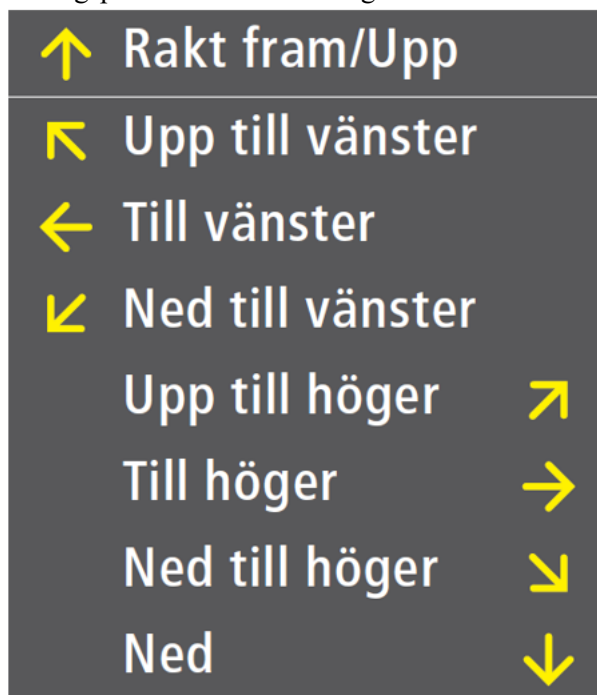 ↑ Rakt fram/Upp
↖ Upp till vänster
← Till vänster
↙ Ned till vänster
Upp till höger ↗
Till höger →
Ned till höger ↘
Ned ↓